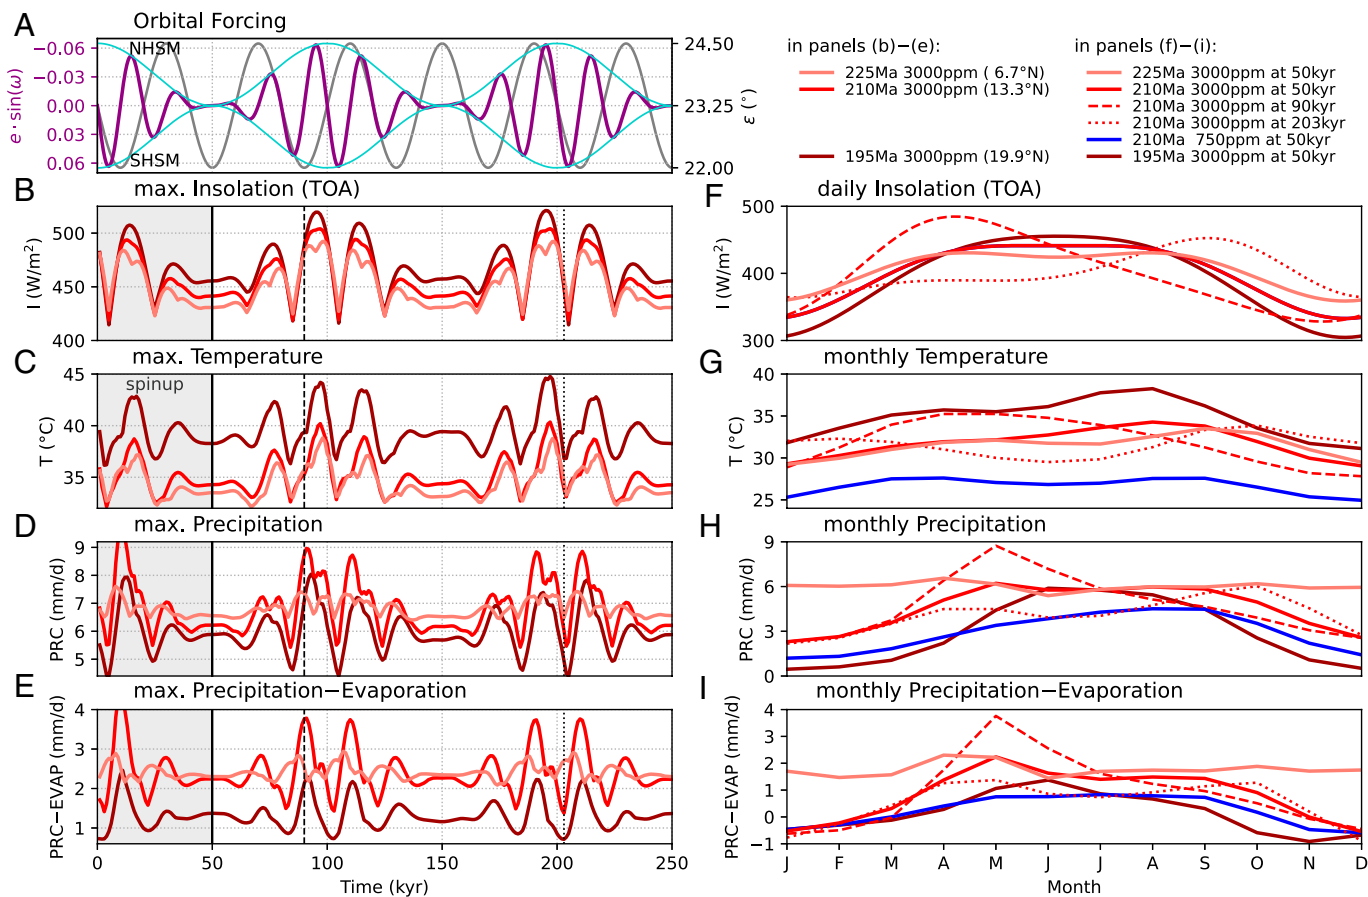 A Orbital Forcing
−0.06
−0.03
0.00
0.03
0.06
e · sin(ω)
NHSM
SHSM
24.50
23.25
22.00
ε (°)
in panels (b)−(e):
225Ma 3000ppm ( 6.7°N)
210Ma 3000ppm (13.3°N)
195Ma 3000ppm (19.9°N)
in panels (f)−(i):
225Ma 3000ppm at 50kyr
210Ma 3000ppm at 50kyr
210Ma 3000ppm at 90kyr
210Ma 3000ppm at 203kyr
210Ma 750ppm at 50kyr
195Ma 3000ppm at 50kyr
B max. Insolation (TOA)
500
450
400
I (W/m²)
C max. Temperature
spinup
45
40
35
T (°C)
D max. Precipitation
9
8
7
6
5
PRC (mm/d)
E max. Precipitation−Evaporation
4
3
2
1
PRC−EVAP (mm/d)
0 50 100 150 200 250
Time (kyr)
F daily Insolation (TOA)
500
400
300
I (W/m²)
G monthly Temperature
40
35
30
25
T (°C)
H monthly Precipitation
9
6
3
0
PRC (mm/d)
I monthly Precipitation−Evaporation
4
3
2
1
0
−1
PRC−EVAP (mm/d)
J F M A M J J A S O N D
Month